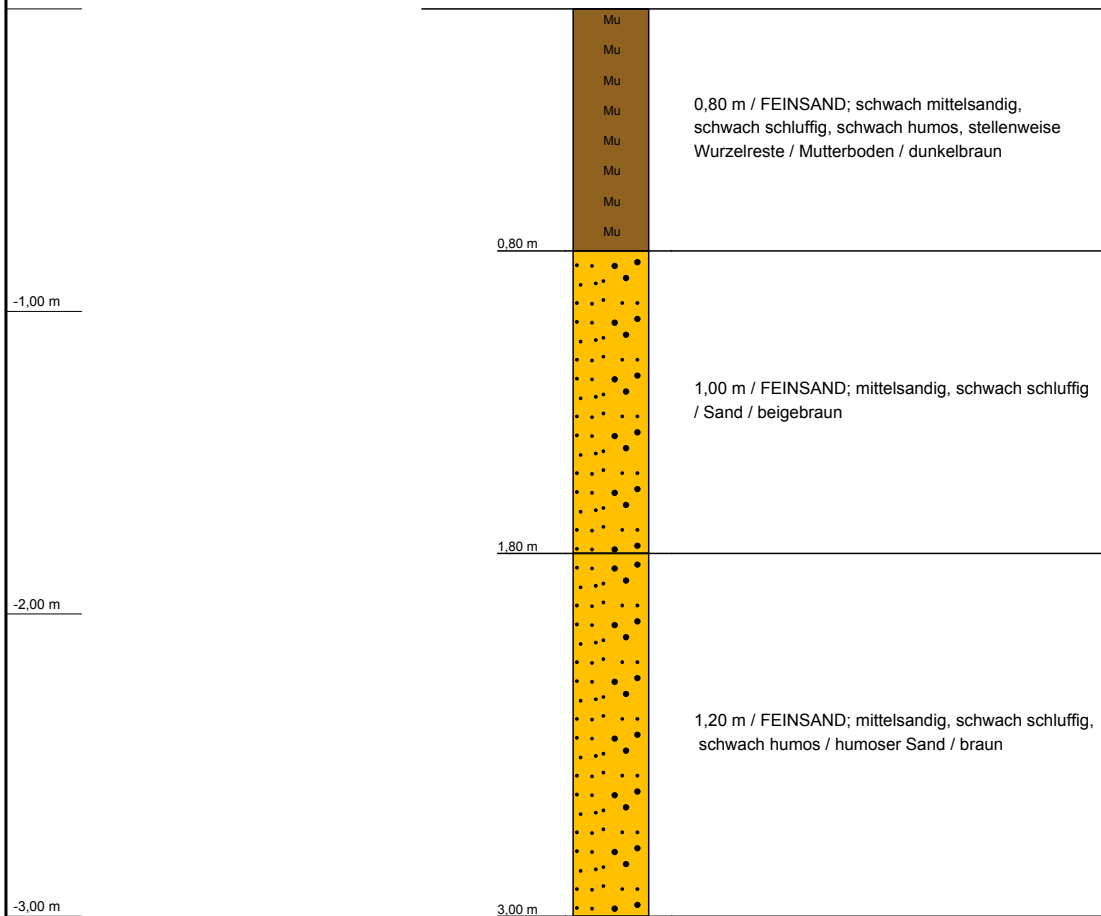 Mu
Mu
Mu
Mu
Mu
Mu
Mu
Mu
0,80 m / FEINSAND; schwach mittelsandig,
schwach schluffig, schwach humos, stellenweise
Wurzelreste / Mutterboden / dunkelbraun
0,80 m
-1,00 m
1,00 m / FEINSAND; mittelsandig, schwach schluffig
/ Sand / beigebraun
1,80 m
-2,00 m
1,20 m / FEINSAND; mittelsandig, schwach schluffig,
schwach humos / humoser Sand / braun
-3,00 m
3,00 m